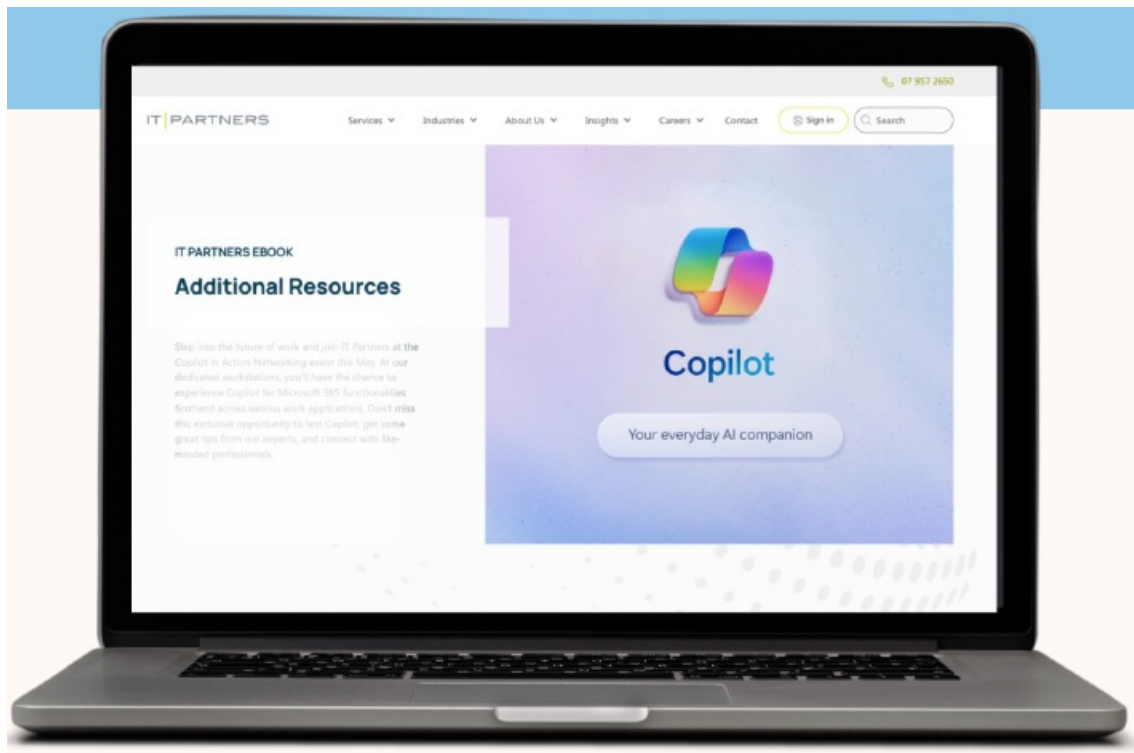 07 957 2650
IT PARTNERS
Services
Industries
About Us
Insights
Careers
Contact
Sign in
Search
IT PARTNERS EBOOK
Additional Resources
Step into the future of work and join IT Partners at the
Copilot in Action Networking event this May. At our
dedicated workstations, you'll have the chance to
experience Copilot for Microsoft 365 functionalities
firsthand across various work applications. Don't miss
this exclusive opportunity to test Copilot, get some
great tips from our experts, and connect with like-
minded professionals.
Copilot
Your everyday AI companion